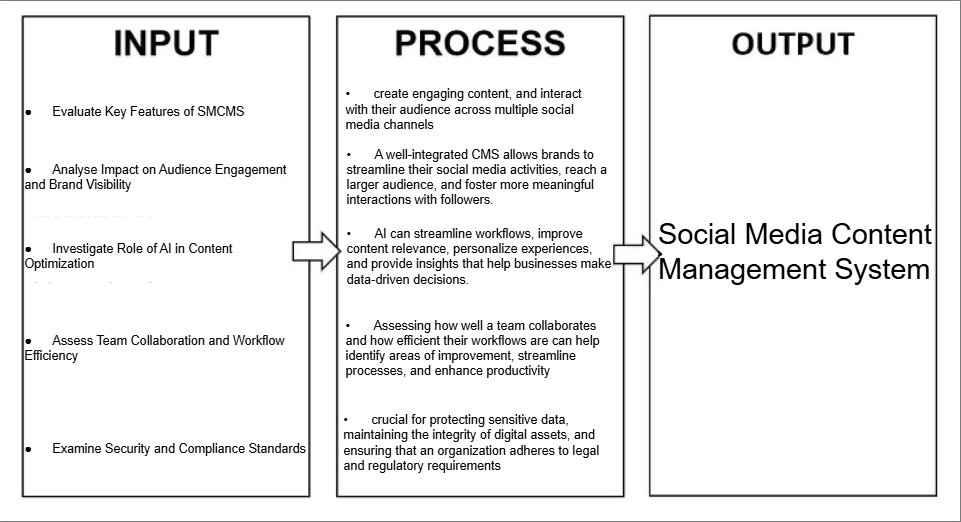 INPUT
● Evaluate Key Features of SMCMS
● Analyse Impact on Audience Engagement
and Brand Visibility
● Investigate Role of AI in Content
Optimization
● Assess Team Collaboration and Workflow
Efficiency
● Examine Security and Compliance Standards
PROCESS
• create engaging content, and interact
with their audience across multiple social
media channels
• A well-integrated CMS allows brands to
streamline their social media activities, reach a
larger audience, and foster more meaningful
interactions with followers.
• AI can streamline workflows, improve
content relevance, personalize experiences,
and provide insights that help businesses make
data-driven decisions.
• Assessing how well a team collaborates
and how efficient their workflows are can help
identify areas of improvement, streamline
processes, and enhance productivity
• crucial for protecting sensitive data,
maintaining the integrity of digital assets, and
ensuring that an organization adheres to legal
and regulatory requirements
OUTPUT
Social Media Content
Management System